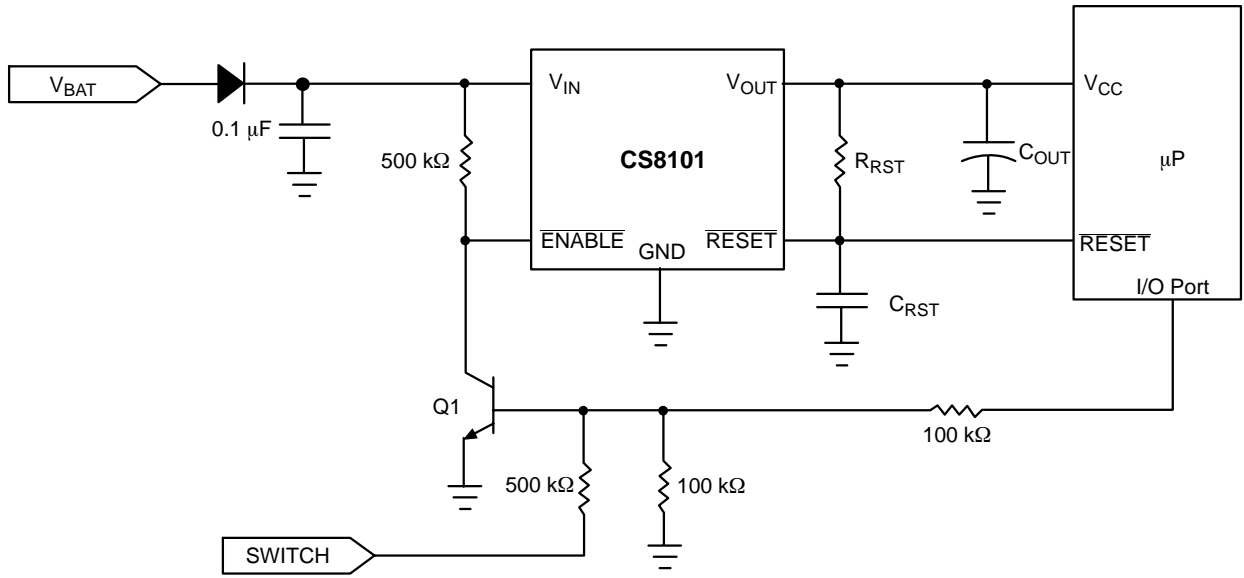 V_BAT
0.1 μF
500 kΩ
V_IN
V_OUT
CS8101
ENABLE
GND
RESET
R_RST
C_OUT
C_RST
V_CC
μP
RESET
I/O Port
Q1
500 kΩ
100 kΩ
100 kΩ
SWITCH